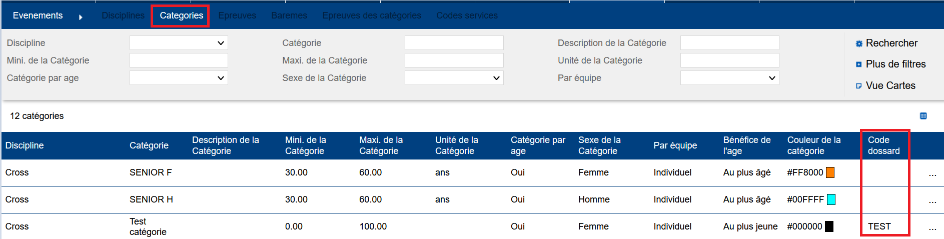 Evenements Disciplines Categories Epreuves Baremes Epreuves des catégories Codes services
Discipline Catégorie Description de la Catégorie Rechercher
Mini. de la Catégorie Maxi. de la Catégorie Unité de la Catégorie Plus de filtres
Catégorie par age Sexe de la Catégorie Par équipe Vue Cartes
12 catégories
Discipline Catégorie Description de la Catégorie Mini. de la Catégorie Maxi. de la Catégorie Unité de la Catégorie Catégorie par age Sexe de la Catégorie Par équipe Bénéfice de l'age Couleur de la catégorie Code dossard
Cross SENIOR F 30.00 60.00 ans Oui Femme Individuel Au plus âgé #FF8000 ...
Cross SENIOR H 30.00 60.00 ans Oui Homme Individuel Au plus âgé #00FFFF ...
Cross Test catégorie 0.00 100.00 Oui Femme Individuel Au plus jeune #000000 TEST ...